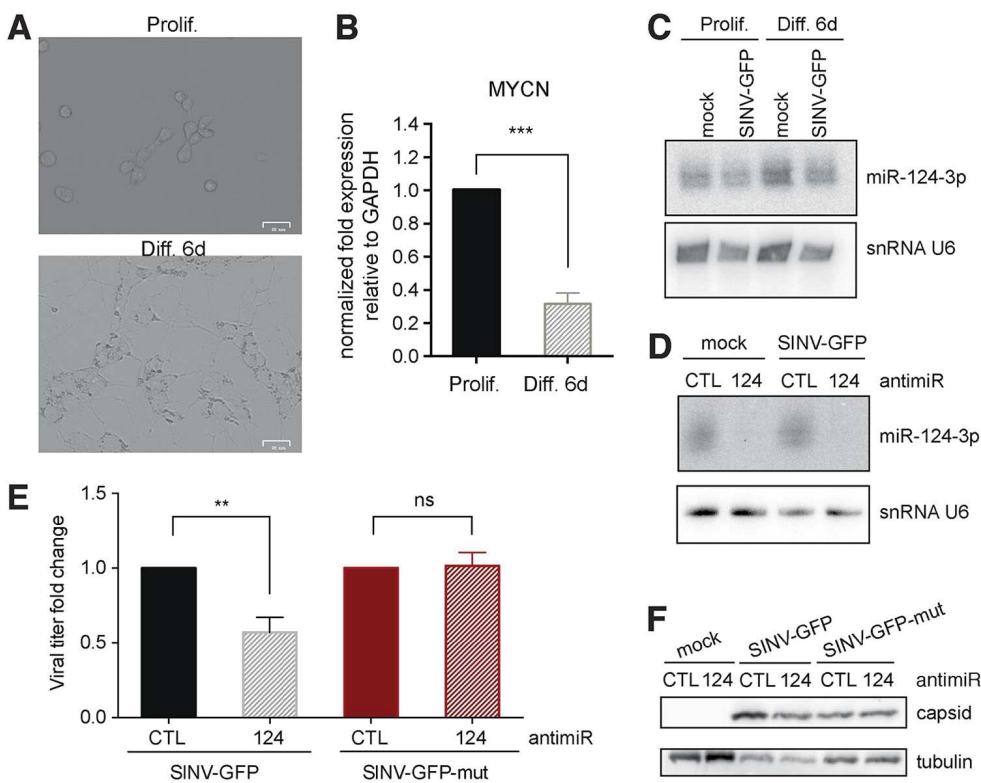 A
Prolif.
Diff. 6d
B
MYCN
***
normalized fold expression
relative to GAPDH
1.4
1.2
1.0
0.8
0.6
0.4
0.2
0.0
Prolif.
Diff. 6d
C
Prolif.
Diff. 6d
mock
SINV-GFP
mock
SINV-GFP
miR-124-3p
snRNA U6
D
mock
SINV-GFP
CTL 124 CTL 124 antimiR
miR-124-3p
snRNA U6
E
Viral titer fold change
1.5
1.0
0.5
0.0
**
ns
CTL 124 CTL 124 antimiR
SINV-GFP
SINV-GFP-mut
F
mock
SINV-GFP
SINV-GFP-mut
CTL 124 CTL 124 CTL 124 antimiR
capsid
tubulin